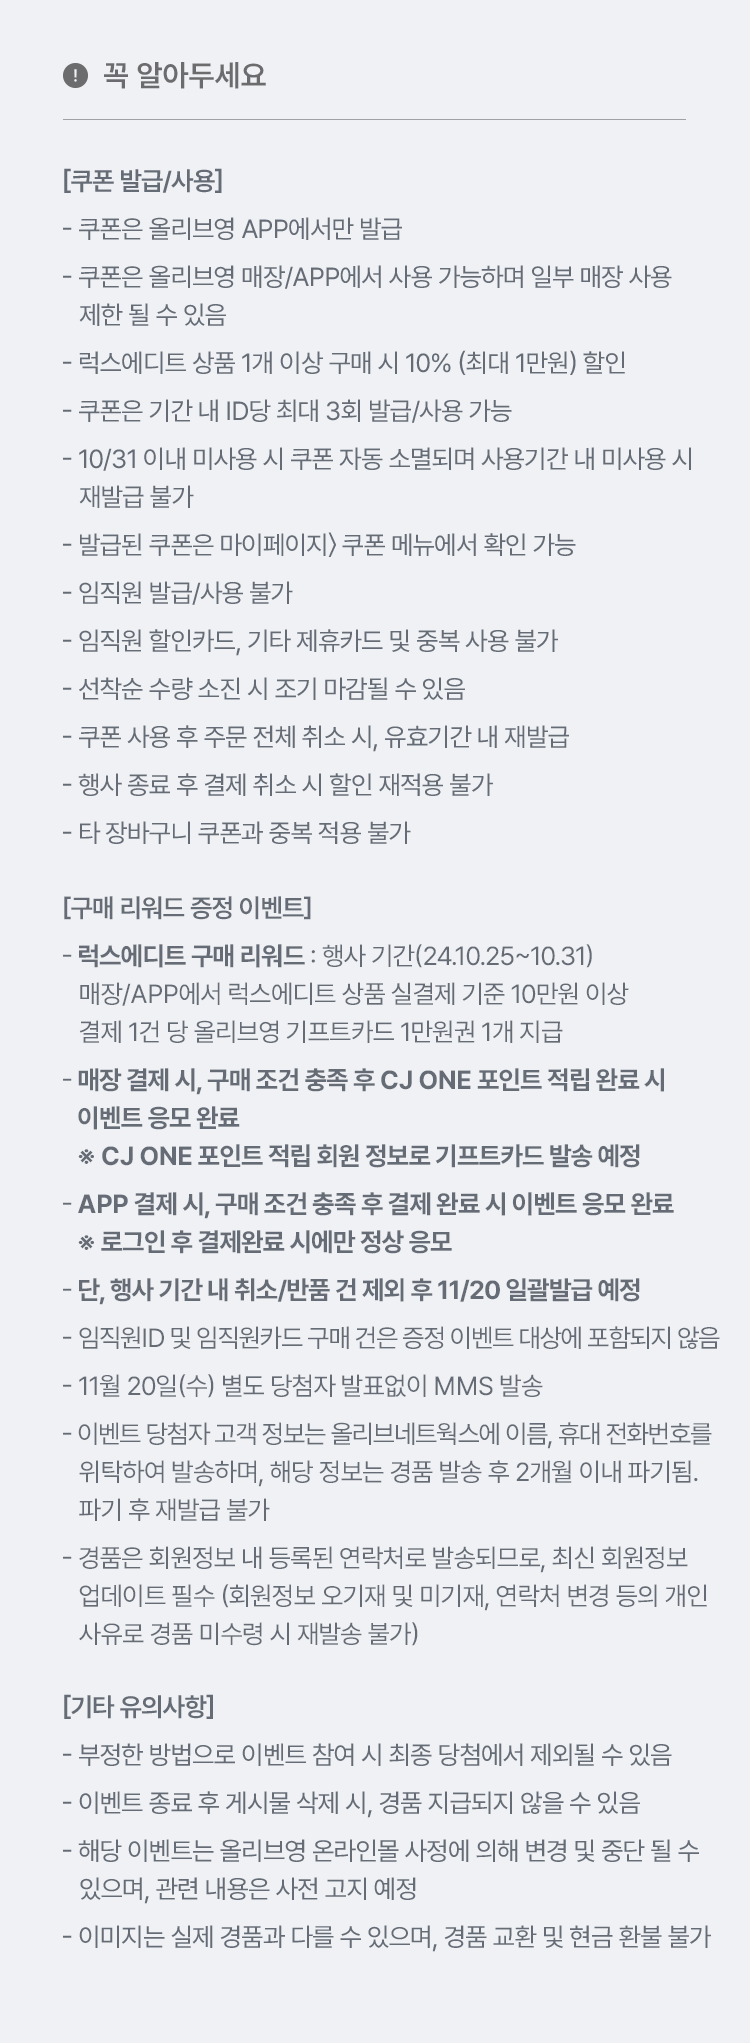 ! 꼭 알아두세요
[쿠폰 발급/사용]
- 쿠폰은 올리브영 APP에서만 발급
- 쿠폰은 올리브영 매장/APP에서 사용 가능하며 일부 매장 사용
제한 될 수 있음
- 럭스에디트 상품 1개 이상 구매 시 10% (최대 1만원) 할인
- 쿠폰은 기간 내 ID당 최대 3회 발급/사용 가능
- 10/31 이내 미사용 시 쿠폰 자동 소멸되며 사용기간 내 미사용 시
재발급 불가
- 발급된 쿠폰은 마이페이지〉쿠폰 메뉴에서 확인 가능
- 임직원 발급/사용 불가
- 임직원 할인카드, 기타 제휴카드 및 중복 사용 불가
- 선착순 수량 소진 시 조기 마감될 수 있음
- 쿠폰 사용 후 주문 전체 취소 시, 유효기간 내 재발급
- 행사 종료 후 결제 취소 시 할인 재적용 불가
- 타 장바구니 쿠폰과 중복 적용 불가
[구매 리워드 증정 이벤트]
- 럭스에디트 구매 리워드 : 행사 기간(24.10.25~10.31)
매장/APP에서 럭스에디트 상품 실결제 기준 10만원 이상
결제 1건 당 올리브영 기프트카드 1만원권 1개 지급
- 매장 결제 시, 구매 조건 충족 후 CJ ONE 포인트 적립 완료 시
이벤트 응모 완료
※ CJ ONE 포인트 적립 회원 정보로 기프트카드 발송 예정
- APP 결제 시, 구매 조건 충족 후 결제 완료 시 이벤트 응모 완료
※ 로그인 후 결제완료 시에만 정상 응모
- 단, 행사 기간 내 취소/반품 건 제외 후 11/20 일괄발급 예정
- 임직원ID 및 임직원카드 구매 건은 증정 이벤트 대상에 포함되지 않음
- 11월 20일(수) 별도 당첨자 발표없이 MMS 발송
- 이벤트 당첨자 고객 정보는 올리브네트웍스에 이름, 휴대 전화번호를
위탁하여 발송하며, 해당 정보는 경품 발송 후 2개월 이내 파기됨.
파기 후 재발급 불가
- 경품은 회원정보 내 등록된 연락처로 발송되므로, 최신 회원정보
업데이트 필수 (회원정보 오기재 및 미기재, 연락처 변경 등의 개인
사유로 경품 미수령 시 재발송 불가)
[기타 유의사항]
- 부정한 방법으로 이벤트 참여 시 최종 당첨에서 제외될 수 있음
- 이벤트 종료 후 게시물 삭제 시, 경품 지급되지 않을 수 있음
- 해당 이벤트는 올리브영 온라인몰 사정에 의해 변경 및 중단 될 수
있으며, 관련 내용은 사전 고지 예정
- 이미지는 실제 경품과 다를 수 있으며, 경품 교환 및 현금 환불 불가